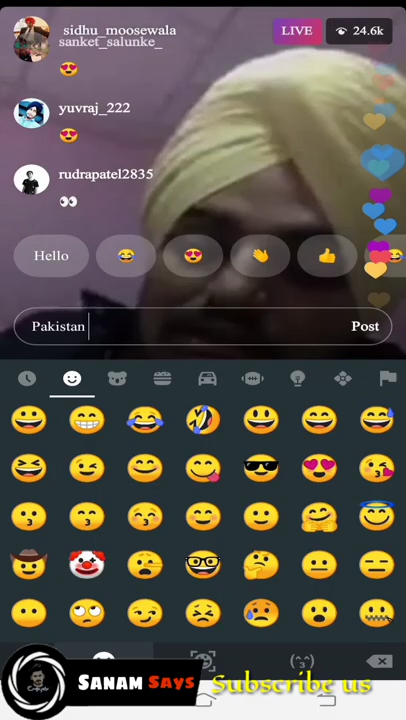 sidhu_moosewala
LIVE
24.6k
sanket_salunke_
yuvraj_222
rudrapatel2835
Hello
Pakistan
Post
SANAM SAYS
Subscribe us